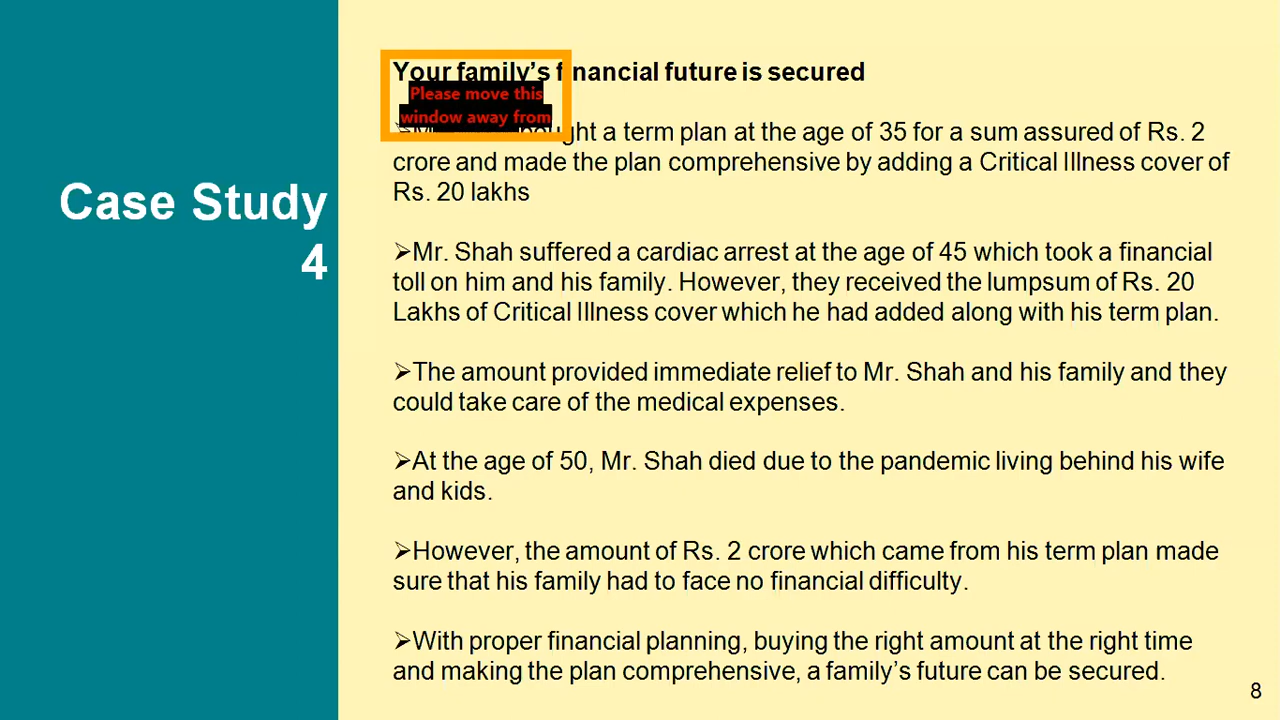 Case Study
4
Your family's financial future is secured
Please move this
window away from
ght a term plan at the age of 35 for a sum assured of Rs. 2
crore and made the plan comprehensive by adding a Critical Illness cover of
Rs. 20 lakhs
➢Mr. Shah suffered a cardiac arrest at the age of 45 which took a financial
toll on him and his family. However, they received the lumpsum of Rs. 20
Lakhs of Critical Illness cover which he had added along with his term plan.
➢The amount provided immediate relief to Mr. Shah and his family and they
could take care of the medical expenses.
➢At the age of 50, Mr. Shah died due to the pandemic living behind his wife
and kids.
➢However, the amount of Rs. 2 crore which came from his term plan made
sure that his family had to face no financial difficulty.
➢With proper financial planning, buying the right amount at the right time
and making the plan comprehensive, a family's future can be secured.
8